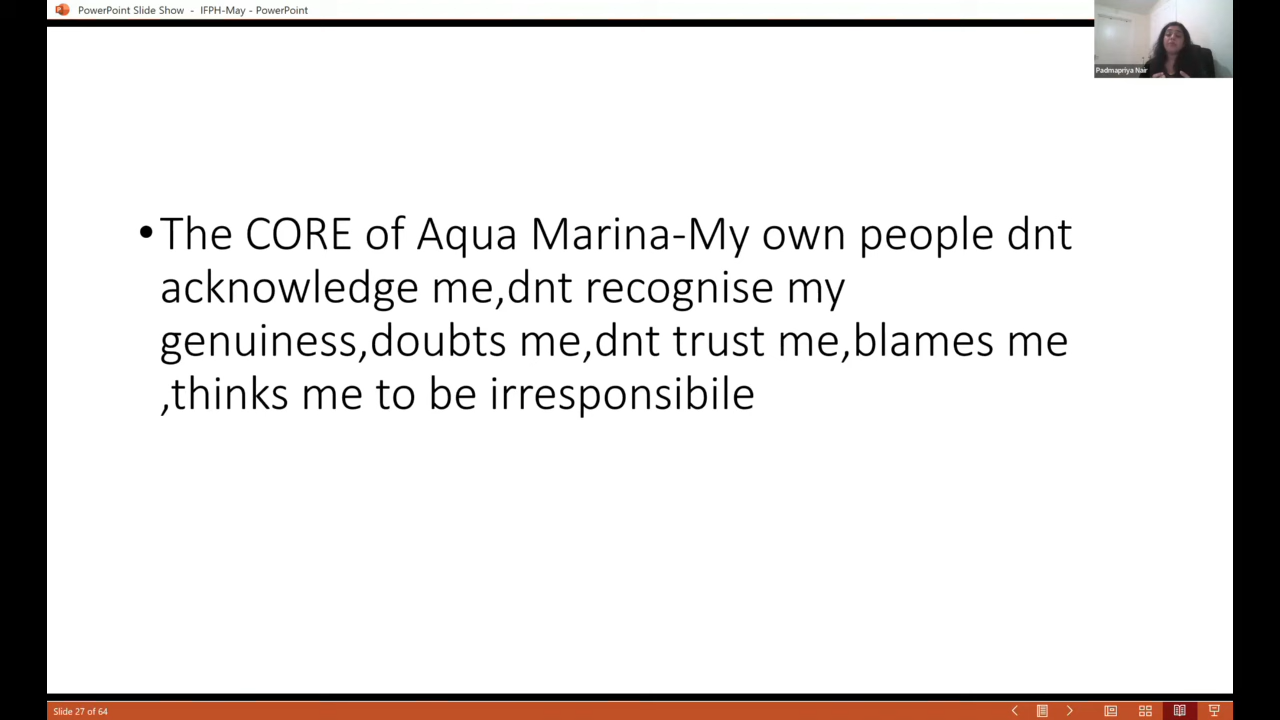 PowerPoint Slide Show - IFPH-May - PowerPoint
Padmapriya Nair
•The CORE of Aqua Marina-My own people dnt
acknowledge me,dnt recognise my
genuiness,doubts me,dnt trust me,blames me
,thinks me to be irresponsibile
Slide 27 of 64